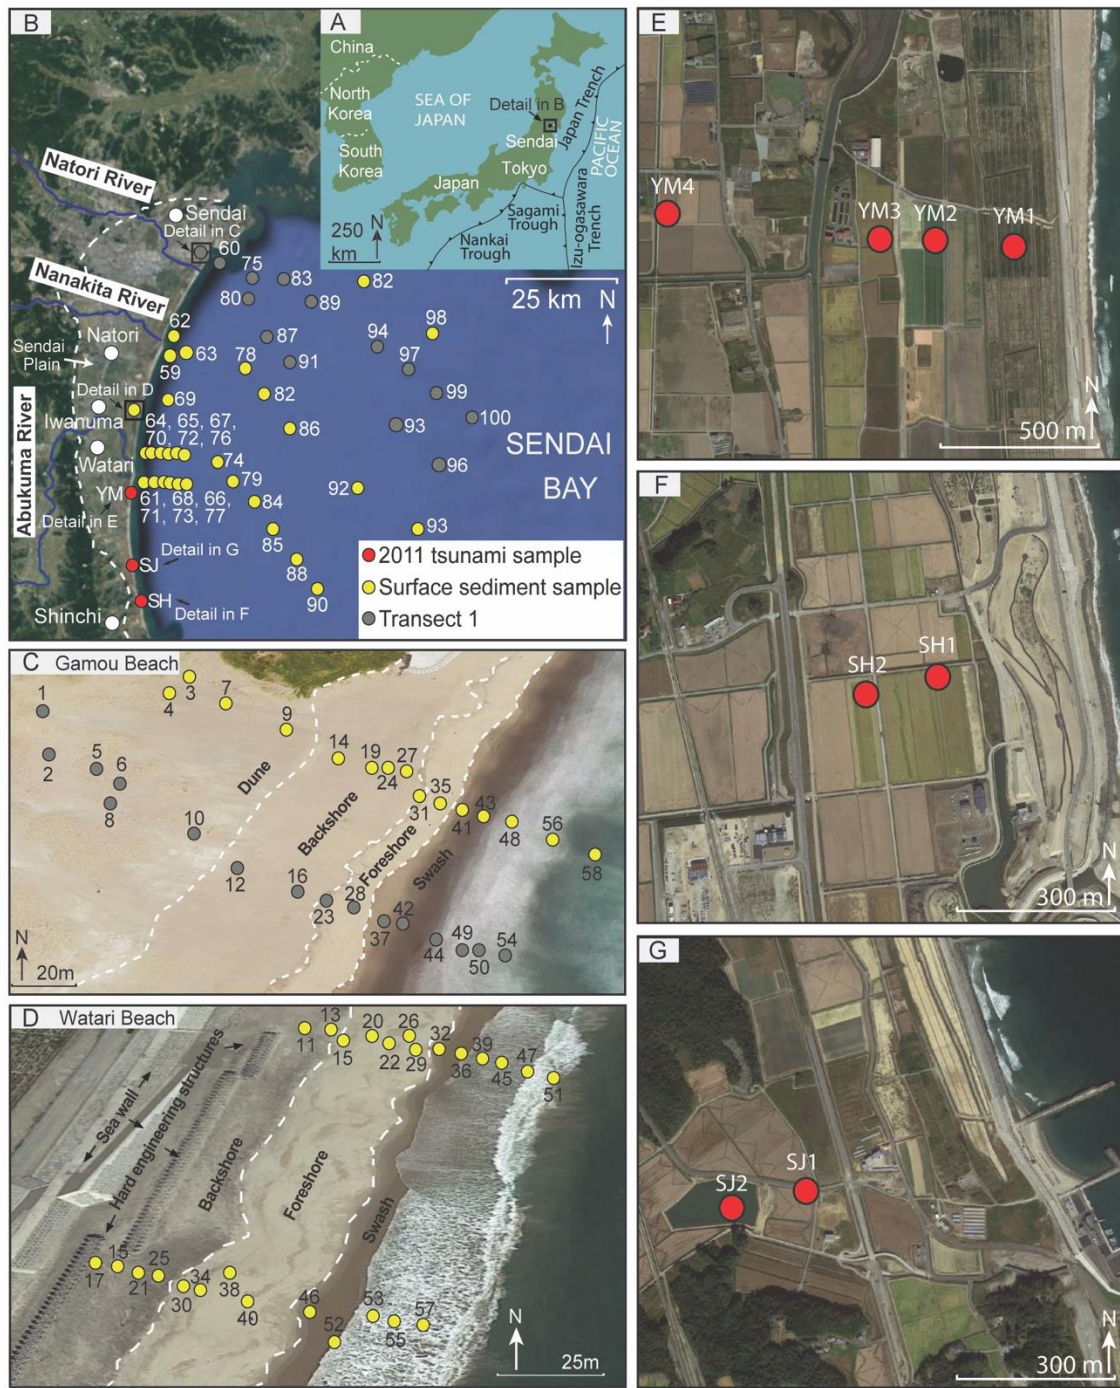 B
Natori River
Sendai
Detail in C
60
75
83
82
80
89
Nanakita River
62
87
94
98
Natori
63
78
91
97
Sendai
Plain
59
Detail in D
69
82
99
Iwanuma
64, 65, 67,
70, 72, 76
86
93
100
Abukuma River
Watari
74
96
SENDAI
BAY
YM
79
92
61, 68, 66,
71, 73, 77
84
Detail in E
85
93
SJ
Detail in G
88
SH
Detail in F
90
Shinchi
25 km
N
2011 tsunami sample
Surface sediment sample
Transect 1
A
China
North
Korea
South
Korea
SEA OF
JAPAN
Detail in B
Sendai
Tokyo
Japan
Japan Trench
PACIFIC
OCEAN
Sagami
Trough
Nankai
Trough
Izu-ogasawara
Trench
250
km
N
C Gamou Beach
1
3
4
7
2
5
6
8
9
10
12
14
19
24
27
31
35
41
43
48
56
58
16
23
28
37
42
44
49
50
54
Dune
Backshore
Foreshore
Swash
N
20m
D Watari Beach
Sea wall
Hard engineering structures
Backshore
Foreshore
Swash
11
13
15
20
22
26
29
32
36
39
45
47
51
17
15
21
25
30
34
38
40
46
52
53
55
57
N
25m
E
YM4
YM3
YM2
YM1
N
500 m
F
SH2
SH1
N
300 m
G
SJ2
SJ1
N
300 m